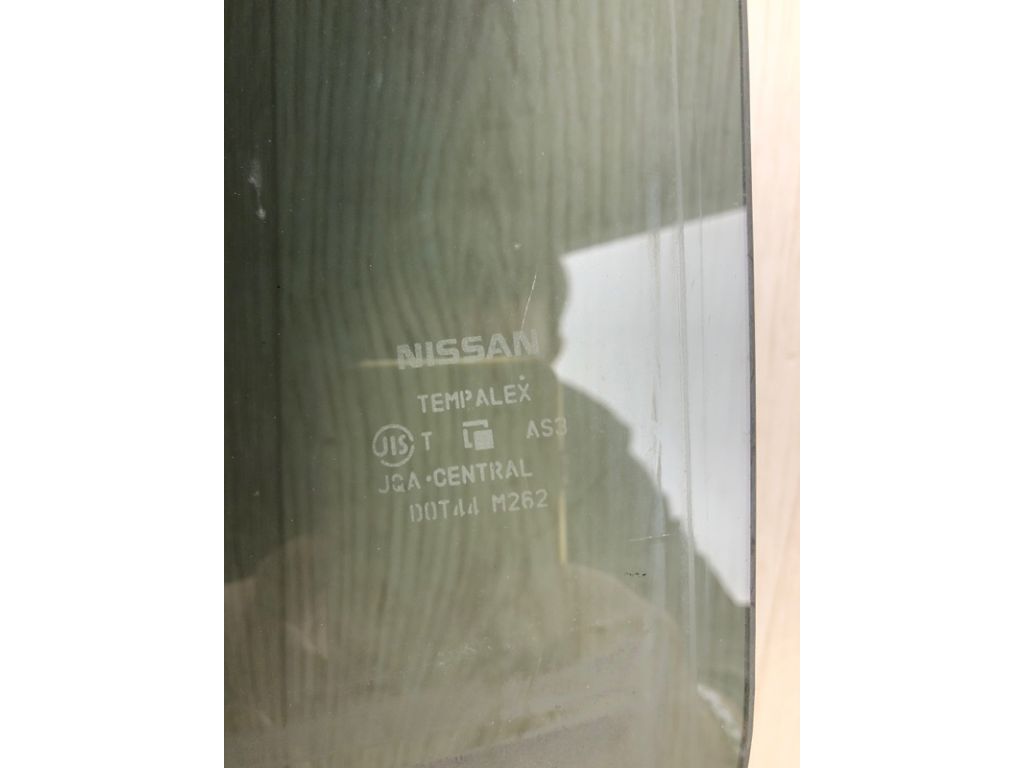 NISSAN
TEMPALEX
JIS T AS3
JQA·CENTRAL
DOT44 M262